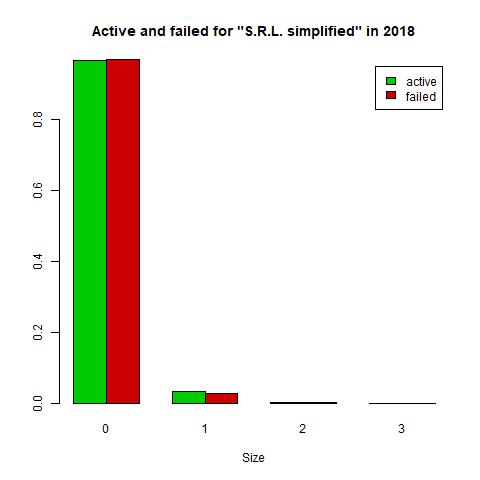 Active and failed for "S.R.L. simplified" in 2018
active
failed
0.8
0.6
0.4
0.2
0.0
0 1 2 3
Size